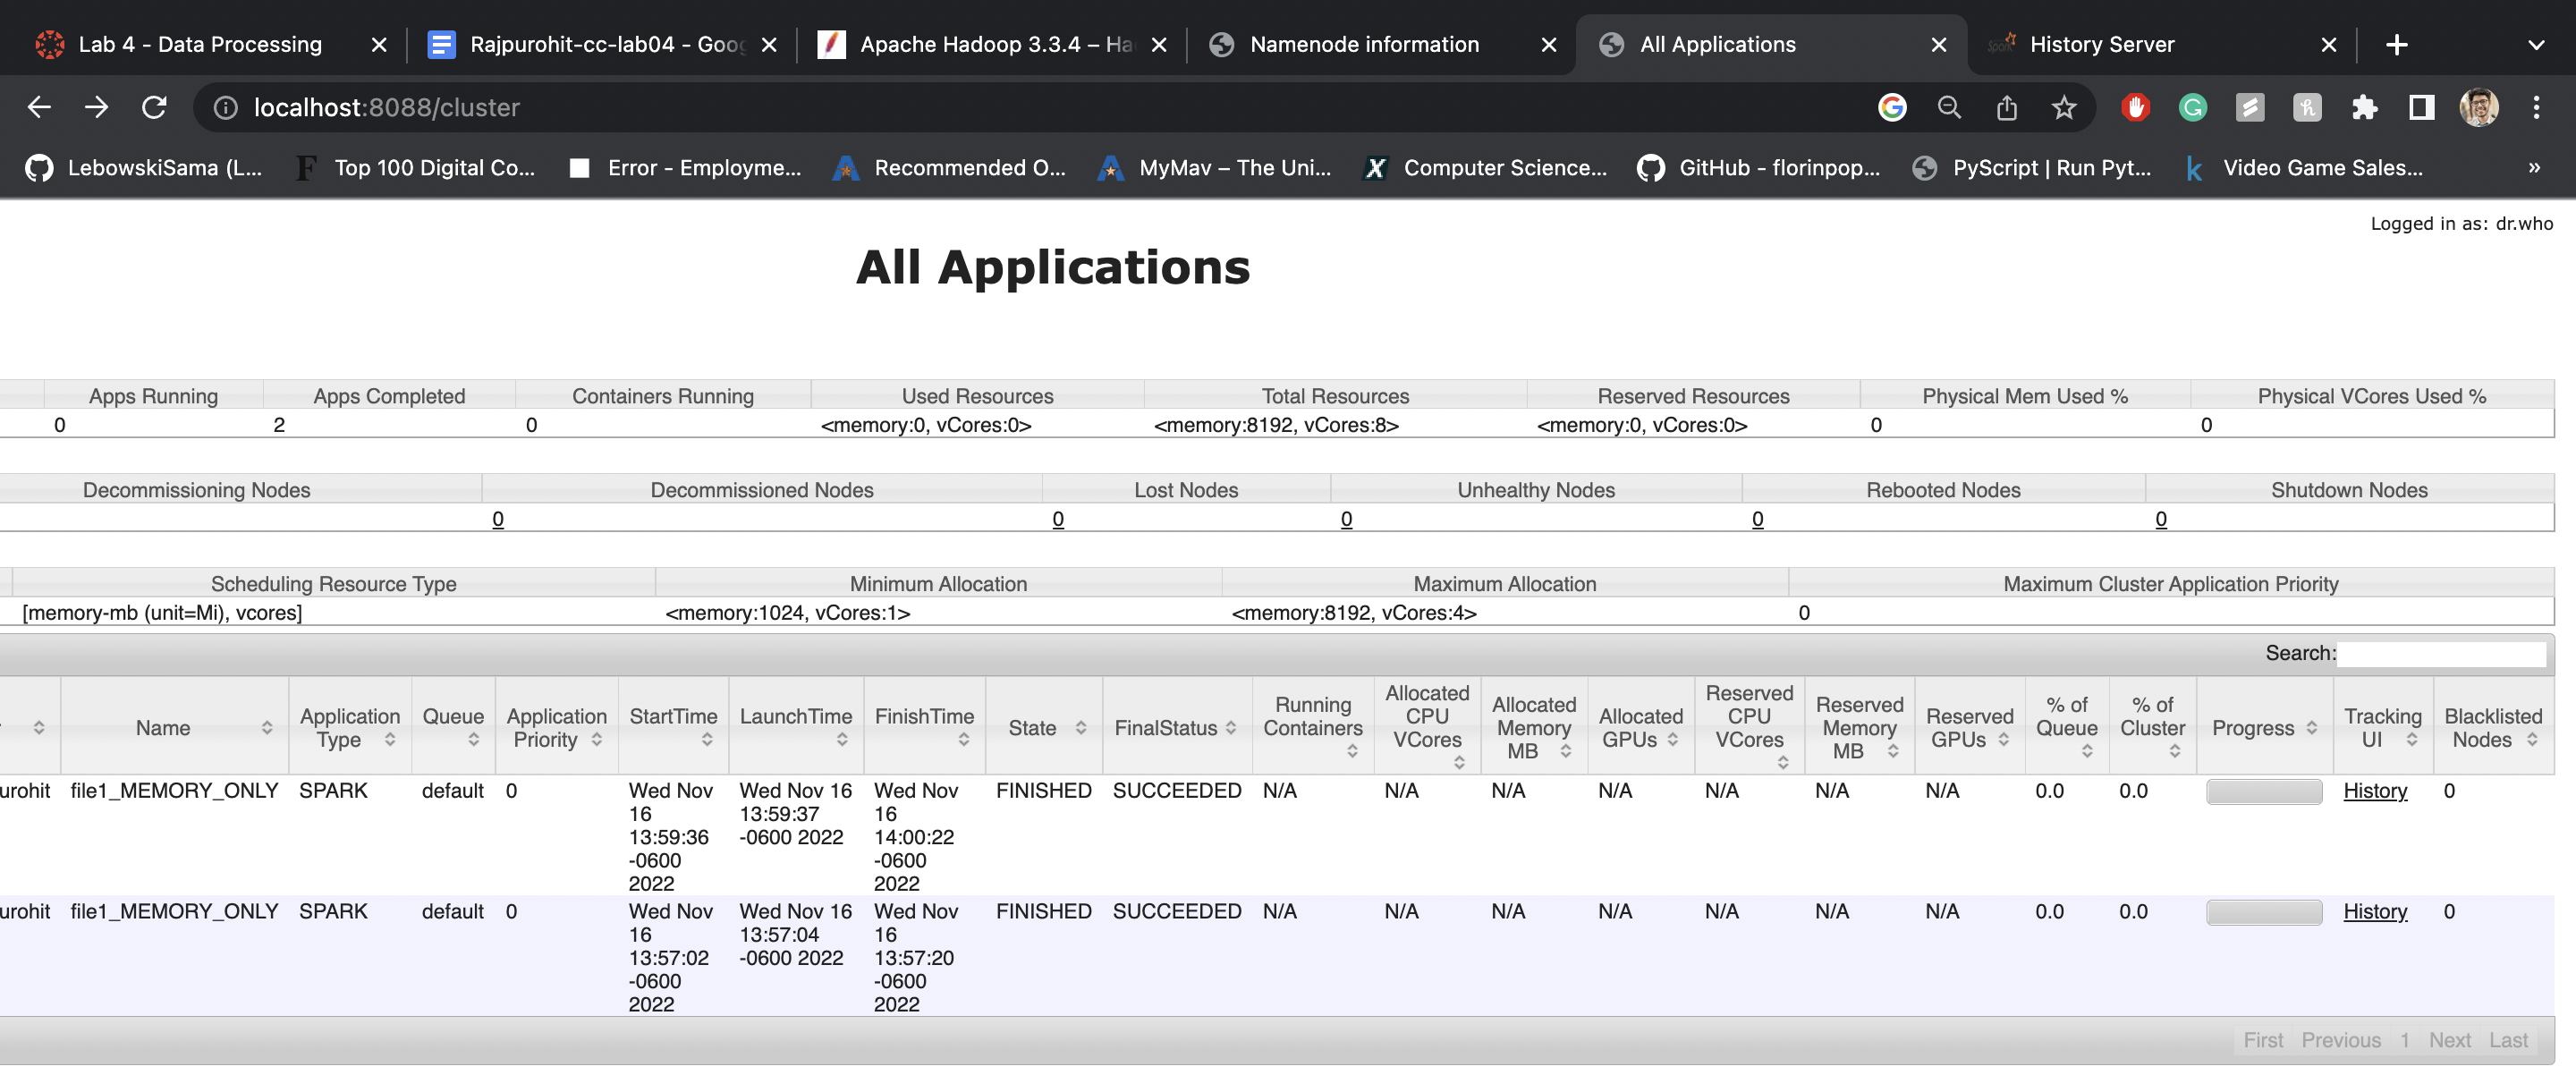 Lab 4 - Data Processing
Rajpurohit-cc-lab04 - Goog
Apache Hadoop 3.3.4 – Ha
Namenode information
All Applications
History Server
localhost:8088/cluster
LebowskiSama (L...
Top 100 Digital Co...
Error - Employme...
Recommended O...
MyMav – The Uni...
Computer Science...
GitHub - florinpop...
PyScript | Run Pyt...
Video Game Sales...
»
Logged in as: dr.who
All Applications
Apps Running Apps Completed Containers Running Used Resources Total Resources Reserved Resources Physical Mem Used % Physical VCores Used %
0 2 0 <memory:0, vCores:0> <memory:8192, vCores:8> <memory:0, vCores:0> 0 0
Decommissioning Nodes Decommissioned Nodes Lost Nodes Unhealthy Nodes Rebooted Nodes Shutdown Nodes
0 0 0 0 0
Scheduling Resource Type Minimum Allocation Maximum Allocation Maximum Cluster Application Priority
[memory-mb (unit=Mi), vcores] <memory:1024, vCores:1> <memory:8192, vCores:4> 0
Search:
Name
Application
Type
Queue
Application
Priority
StartTime
LaunchTime
FinishTime
State
FinalStatus
Running
Containers
Allocated
CPU
VCores
Allocated
Memory
MB
Allocated
GPUs
Reserved
CPU
VCores
Reserved
Memory
MB
Reserved
GPUs
% of
Queue
% of
Cluster
Progress
Tracking
UI
Blacklisted
Nodes
urohit
file1_MEMORY_ONLY
SPARK
default
0
Wed Nov
16
13:59:36
-0600
2022
Wed Nov 16
13:59:37
-0600 2022
Wed Nov
16
14:00:22
-0600
2022
FINISHED
SUCCEEDED
N/A
N/A
N/A
N/A
N/A
N/A
N/A
0.0
0.0
History
0
urohit
file1_MEMORY_ONLY
SPARK
default
0
Wed Nov
16
13:57:02
-0600
2022
Wed Nov 16
13:57:04
-0600 2022
Wed Nov
16
13:57:20
-0600
2022
FINISHED
SUCCEEDED
N/A
N/A
N/A
N/A
N/A
N/A
N/A
0.0
0.0
History
0
First Previous 1 Next Last